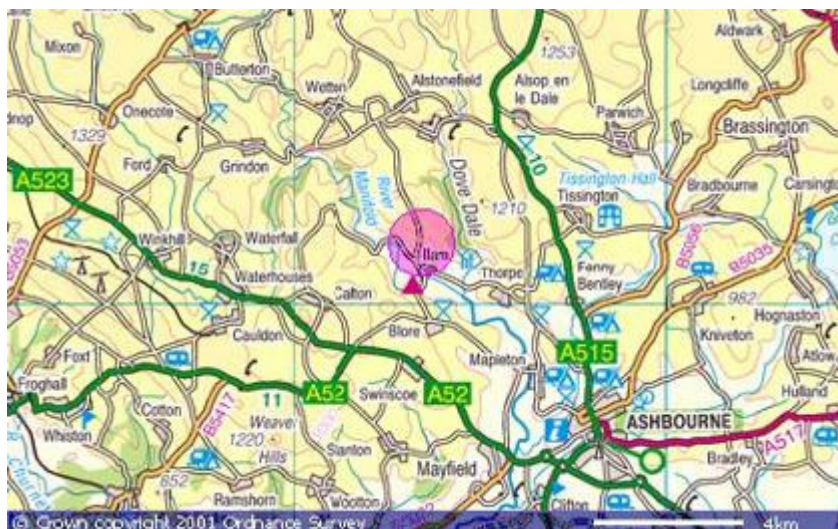 Mixon
1253
Aldwark
Butterton
Wetton
Alstonefield
Alsop en
le Dale
Longcliffe
Onecote
Parwich
Brassington
1329
Ford
Grindon
10
A523
River
Manifold
Dove Dale
1210
Tissington Hall
Tissington
Bradbourne
Carsington
B5053
Winkhill
Waterfall
Ilam
B5056
B5035
15
Waterhouses
Calton
Thorpe
Fenny
Bentley
982
Hognaston
Cauldon
Blore
Kniveton
Foxt
Mapleton
A515
Atlow
Froghall
A52
Swinscoe
A52
Hulland
11
Cotton
B5417
Weaver
Hills
1220
ASHBOURNE
Whiston
Stanton
A517
Mayfield
Bradley
652
Ramshorn
Wootton
Clifton
© Crown copyright 2001 Ordnance Survey
4km